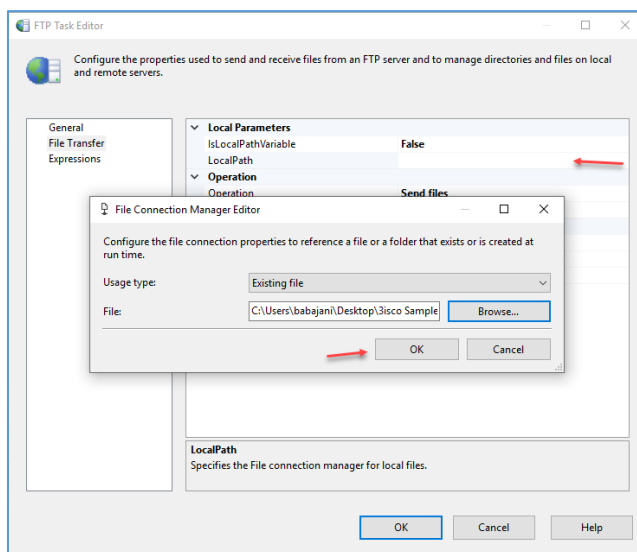 FTP Task Editor
Configure the properties used to send and receive files from an FTP server and to manage directories and files on local
and remote servers.
General
File Transfer
Expressions
Local Parameters
IsLocalPathVariable False
LocalPath
Operation
Operation Send files
File Connection Manager Editor
Configure the file connection properties to reference a file or a folder that exists or is created at
run time.
Usage type: Existing file
File: C:\Users\babajani\Desktop\3isco Sample Browse...
OK Cancel
LocalPath
Specifies the File connection manager for local files.
OK Cancel Help